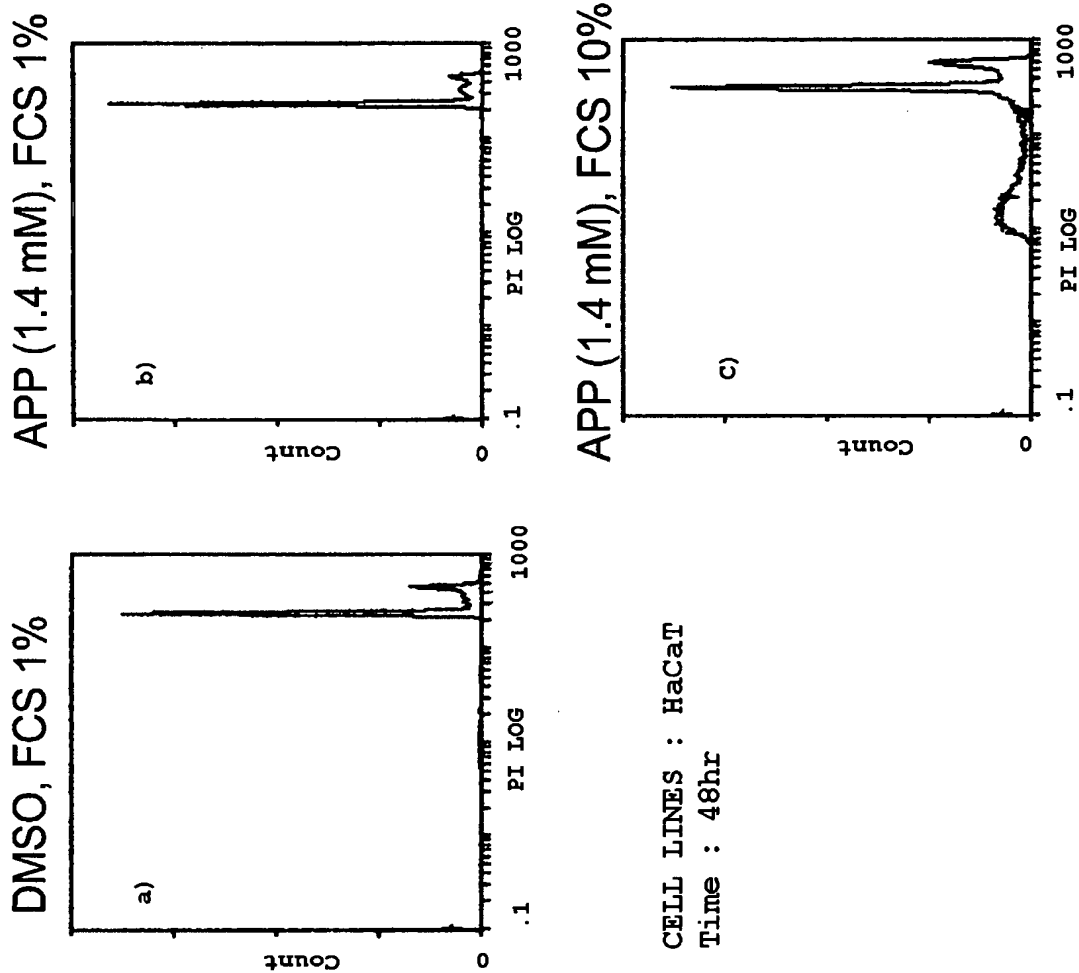 DMSO, FCS 1%
a)
Count
0
.1
PI LOG
1000
APP (1.4 mM), FCS 1%
b)
Count
0
.1
PI LOG
1000
APP (1.4 mM), FCS 10%
C)
Count
0
.1
PI LOG
1000
CELL LINES : HaCaT
Time : 48hr